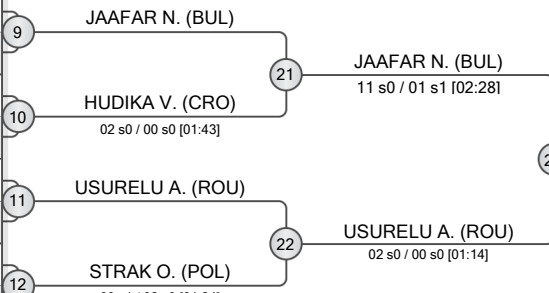 9
JAAFAR N. (BUL)
21
JAAFAR N. (BUL)
11 s0 / 01 s1 [02:28]
10
HUDIKA V. (CRO)
02 s0 / 00 s0 [01:43]
11
USURELU A. (ROU)
22
USURELU A. (ROU)
02 s0 / 00 s0 [01:14]
12
STRAK O. (POL)